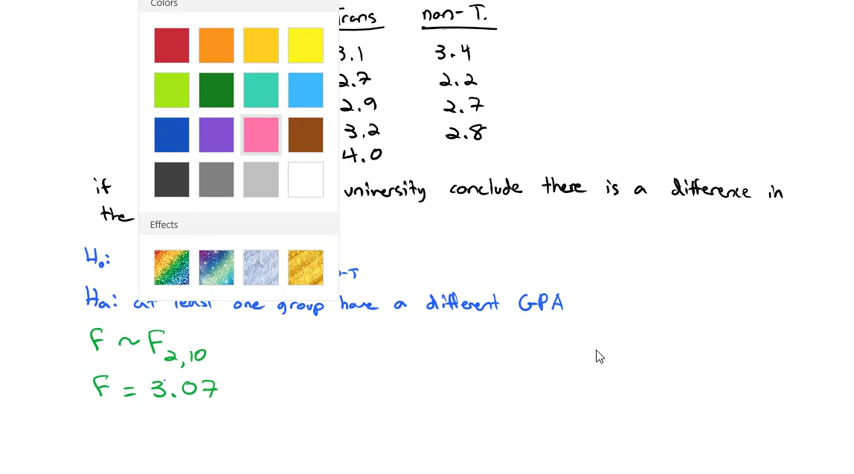 Colors
Trans non-T.
3.1 3.4
2.7 2.2
2.9 2.7
3.2 2.8
4.0
if university conclude there is a difference in
the
Effects
H₀:
n-T
Ha: at least one group have a different GPA
F ~ F₂,₁₀
F = 3.07